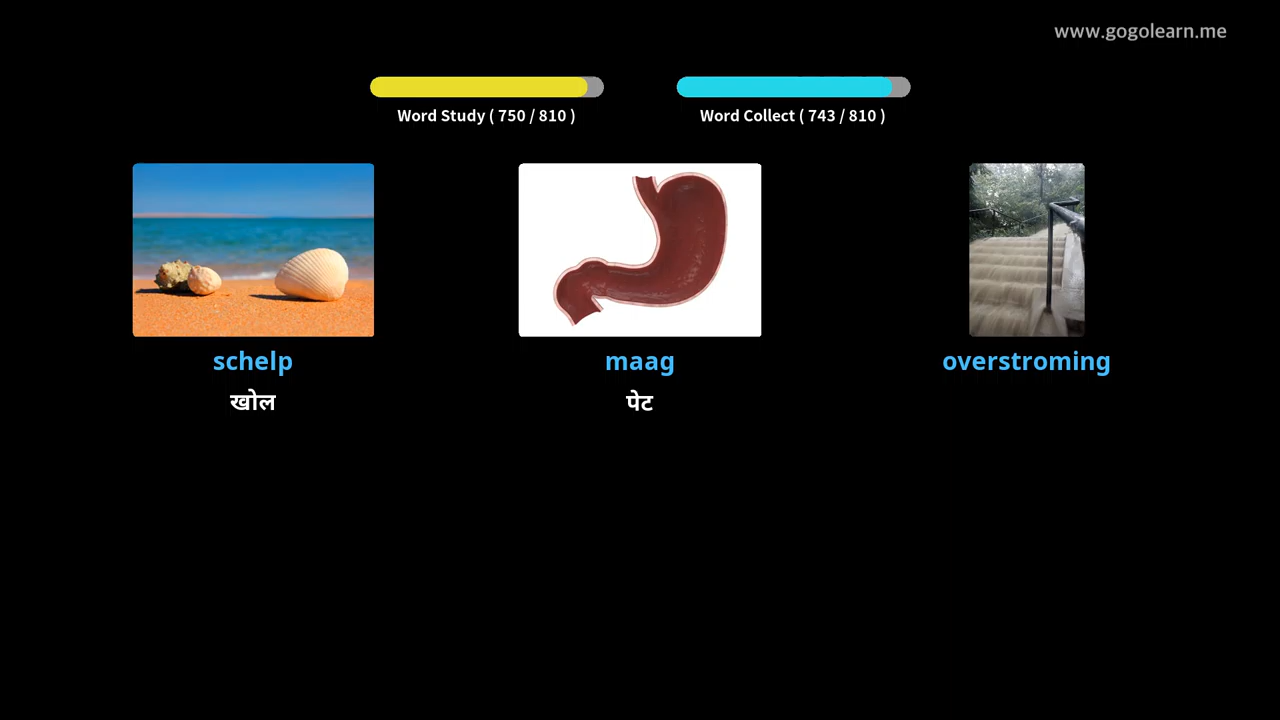 www.gogolearn.me
Word Study ( 750 / 810 )
Word Collect ( 743 / 810 )
schelp
maag
overstroming
खोल
पेट